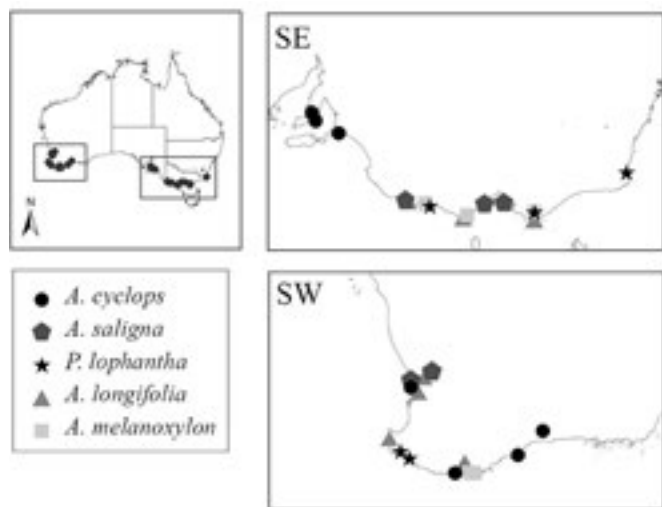 SE
N
A. cyclops
A. saligna
P. lophantha
A. longifolia
A. melanoxylon
SW